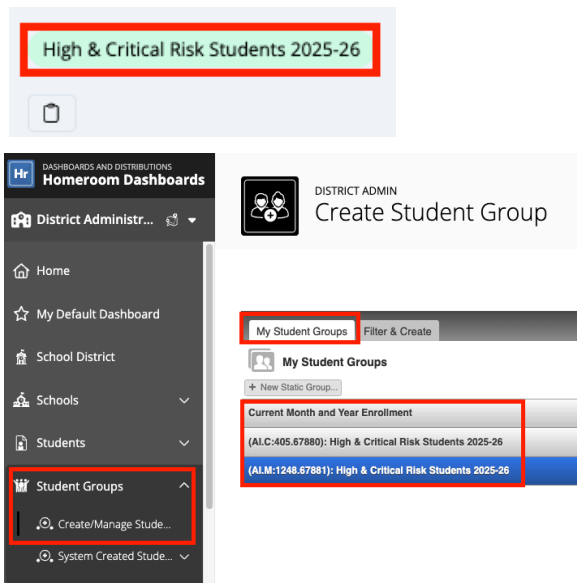 High & Critical Risk Students 2025-26
Hr
DASHBOARDS AND DISTRIBUTIONS
Homeroom Dashboards
District Administr...
Home
My Default Dashboard
School District
Schools
Students
Student Groups
Create/Manage Stude...
System Created Stude...
DISTRICT ADMIN
Create Student Group
My Student Groups
Filter & Create
My Student Groups
+ New Static Group...
Current Month and Year Enrollment
(AI.C:405.67880): High & Critical Risk Students 2025-26
(AI.M:1248.67881): High & Critical Risk Students 2025-26